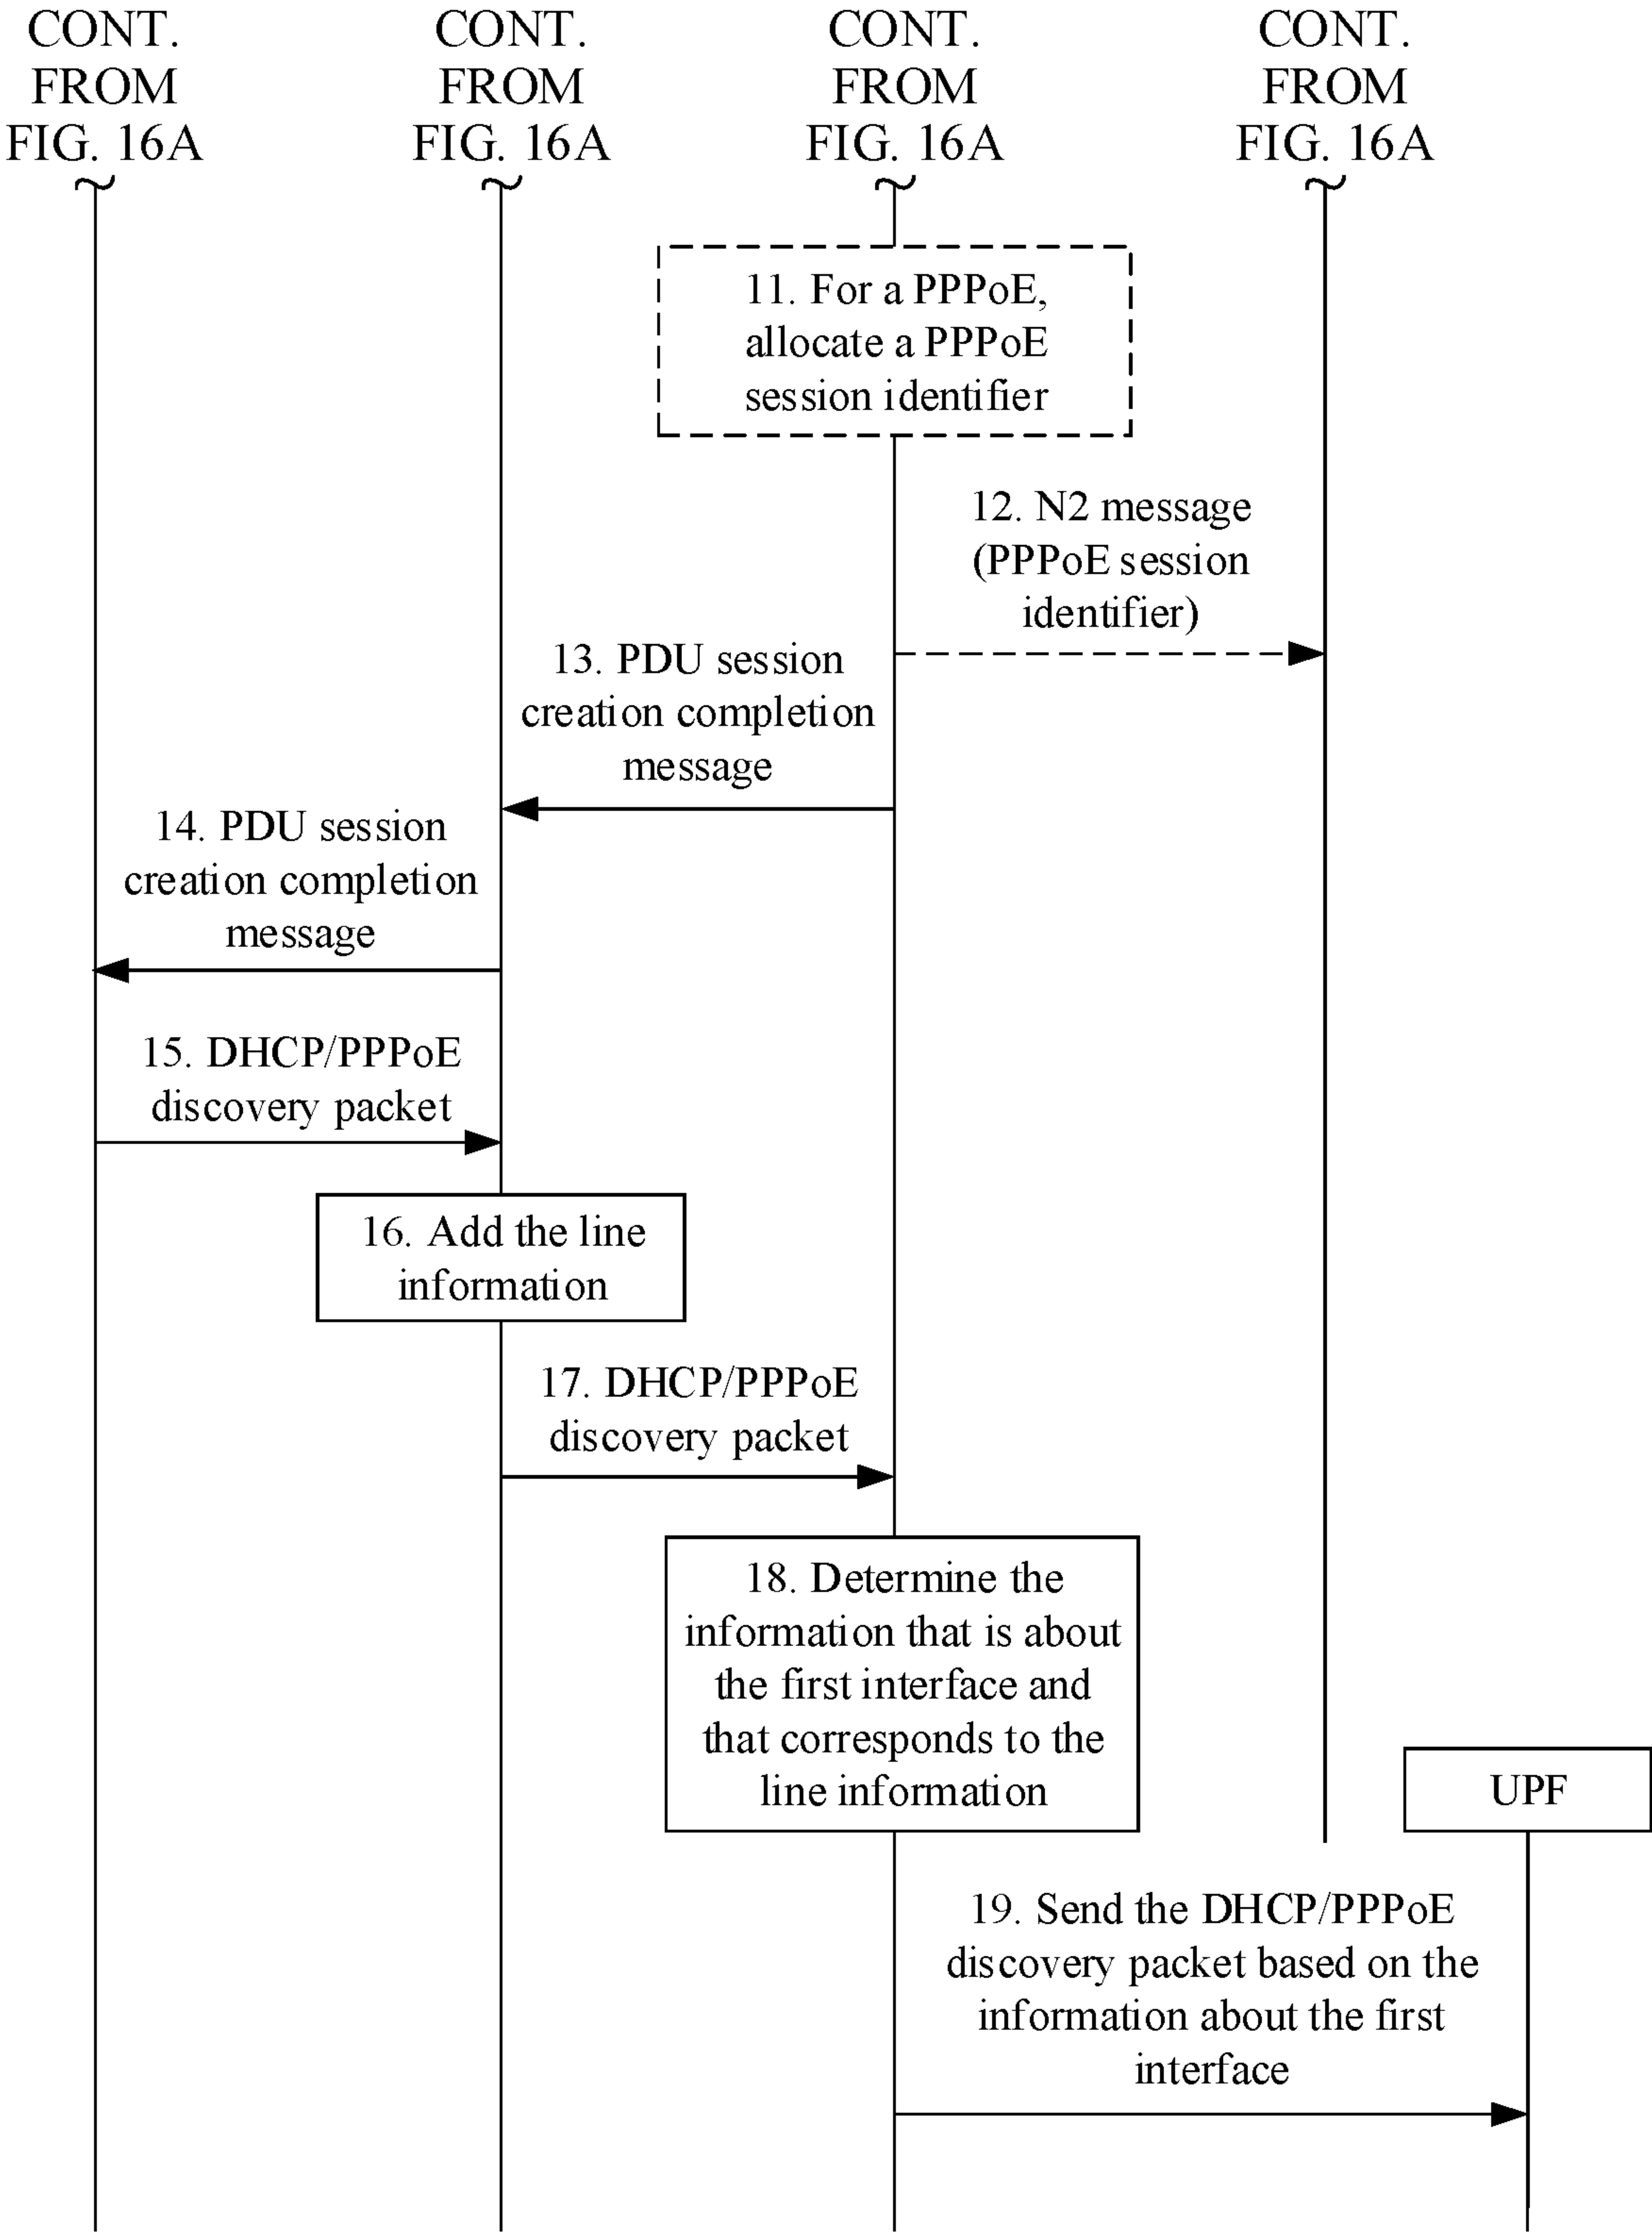 CONT.
FROM
FIG. 16A
CONT.
FROM
FIG. 16A
CONT.
FROM
FIG. 16A
CONT.
FROM
FIG. 16A
11. For a PPPoE,
allocate a PPPoE
session identifier
12. N2 message
(PPPoE session
identifier)
13. PDU session
creation completion
message
14. PDU session
creation completion
message
15. DHCP/PPPoE
discovery packet
16. Add the line
information
17. DHCP/PPPoE
discovery packet
18. Determine the
information that is about
the first interface and
that corresponds to the
line information
UPF
19. Send the DHCP/PPPoE
discovery packet based on the
information about the first
interface